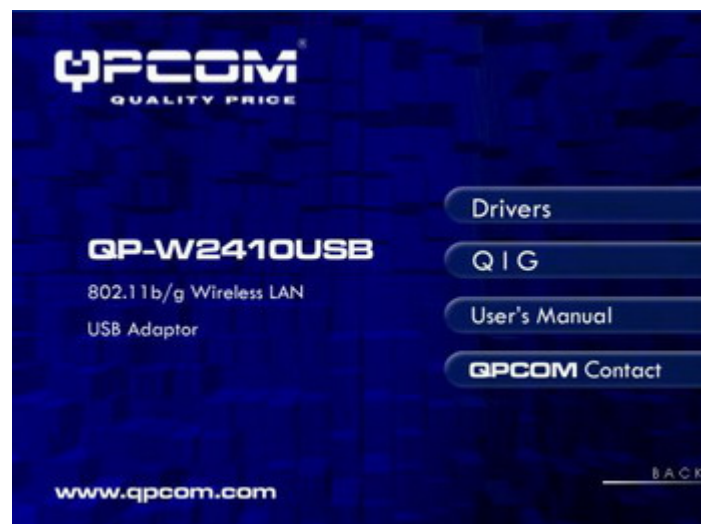 QPCOM®
QUALITY PRICE
QP-W2410USB
802.11b/g Wireless LAN
USB Adaptor
Drivers
QIG
User's Manual
QPCOM Contact
BACK
www.qpcom.com